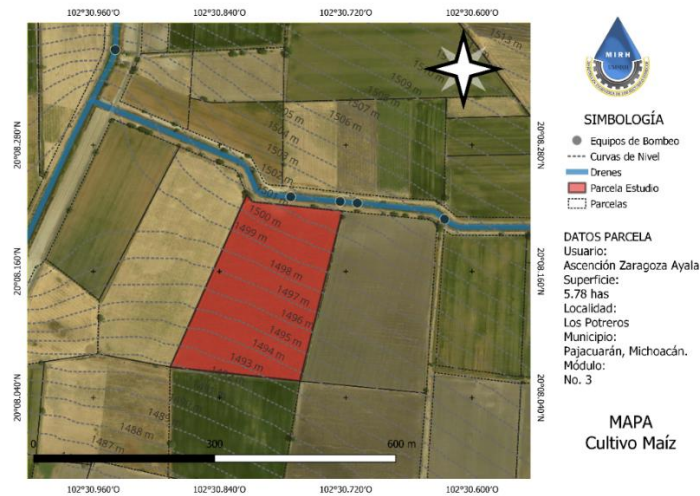 102°30.960'O 102°30.840'O 102°30.720'O 102°30.600'O
20°08.280'N
20°08.160'N
20°08.040'N
1513 m
1509 m
1507 m
1506 m
1504 m
1503 m
1502 m
1500 m
1499 m
1498 m
1497 m
1496 m
1495 m
1494 m
1493 m
1488 m
1487 m
0 300 600 m
20°08.280'N
20°08.160'N
20°08.040'N
102°30.960'O 102°30.840'O 102°30.720'O 102°30.600'O
MIRH
SIMBOLOGÍA
Equipos de Bombeo
Curvas de Nivel
Drenes
Parcela Estudio
Parcelas
DATOS PARCELA
Usuario:
Ascención Zaragoza Ayala
Superficie:
5.78 has
Localidad:
Los Potreros
Municipio:
Pajacuarán, Michoacán.
Módulo:
No. 3
MAPA
Cultivo Maíz